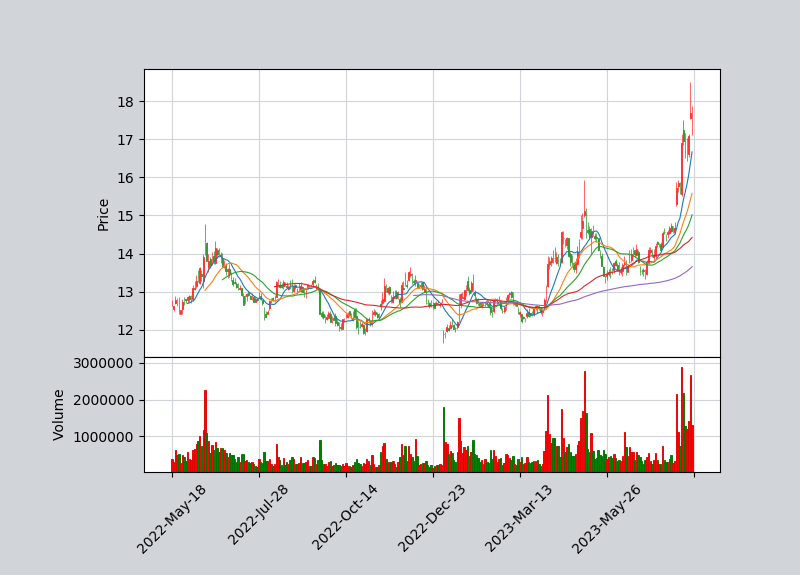 18
17
16
15
14
13
12
Price
3000000
2000000
1000000
Volume
2022-May-18
2022-Jul-28
2022-Oct-14
2022-Dec-23
2023-Mar-13
2023-May-26